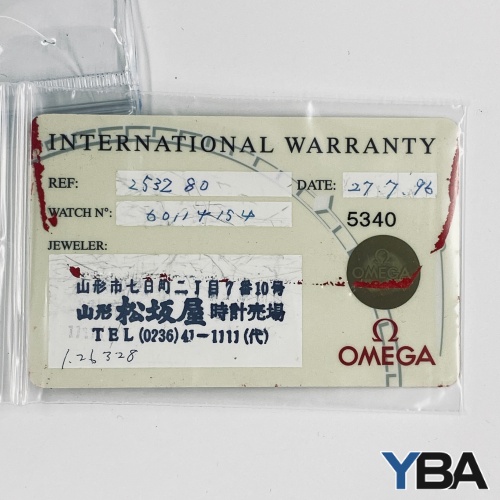 INTERNATIONAL WARRANTY
REF: 2532 80 DATE: 27.7.96
WATCH Nº: 60114154 5340
JEWELER:
OMEGA
山形市七日町二丁目7番10号
山形 松坂屋 時計売場
TEL(0236)41-1111(代)
1.26328
Ω
OMEGA
YBA